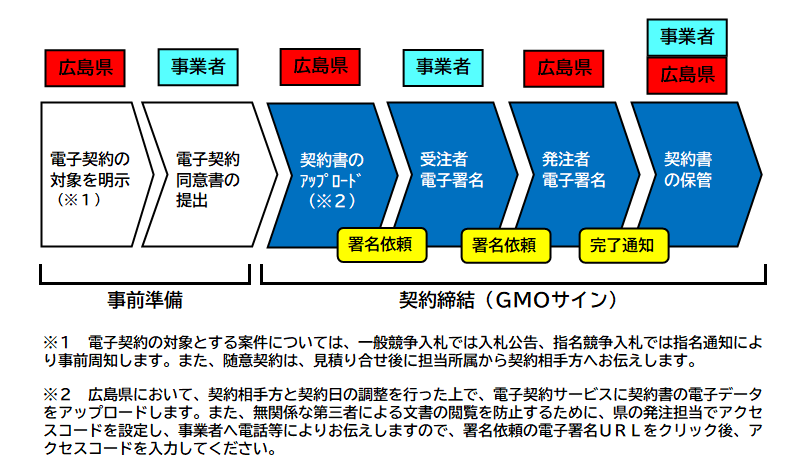 広島県
事業者
広島県
事業者
広島県
事業者
広島県
電子契約の
対象を明示
(※1)
電子契約
同意書の
提出
契約書の
ｱｯﾌﾟﾛｰﾄﾞ
(※2)
受注者
電子署名
発注者
電子署名
契約書
の保管
署名依頼
署名依頼
完了通知
事前準備
契約締結(GMOサイン)
※1 電子契約の対象とする案件については、一般競争入札では入札公告、指名競争入札では指名通知によ
り事前周知します。また、随意契約は、見積り合せ後に担当所属から契約相手方へお伝えします。
※2 広島県において、契約相手方と契約日の調整を行った上で、電子契約サービスに契約書の電子データ
をアップロードします。また、無関係な第三者による文書の閲覧を防止するために、県の発注担当でアクセ
スコードを設定し、事業者へ電話等によりお伝えしますので、署名依頼の電子署名URLをクリック後、ア
クセスコードを入力してください。